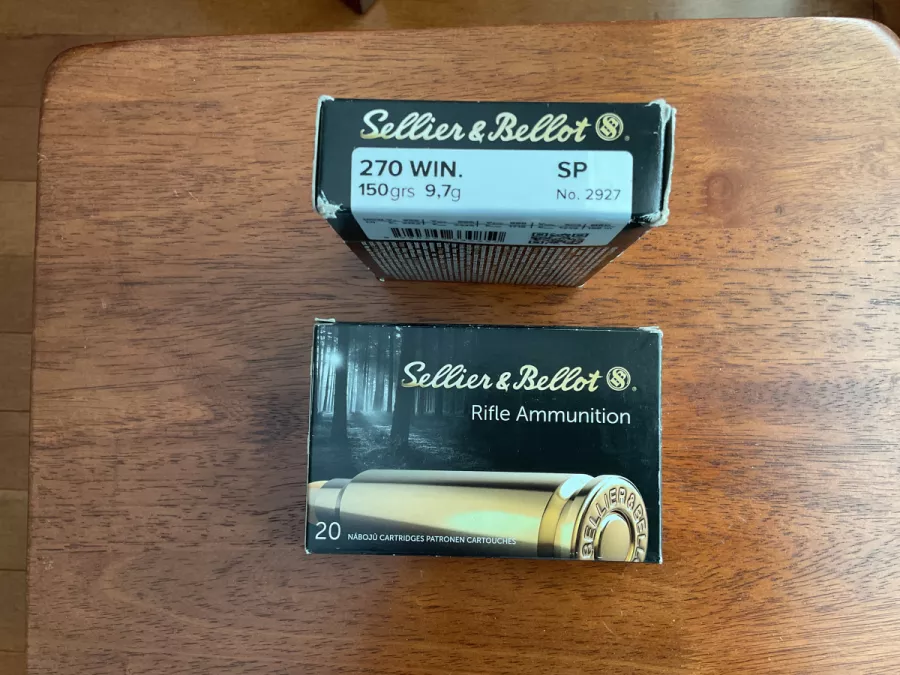 Sellier & Bellot
270 WIN. SP
150grs 9,7g No. 2927
Sellier & Bellot
Rifle Ammunition
SELLIER & BELL
20 NÁBOJŮ CARTRIDGES PATRONEN CARTOUCHES